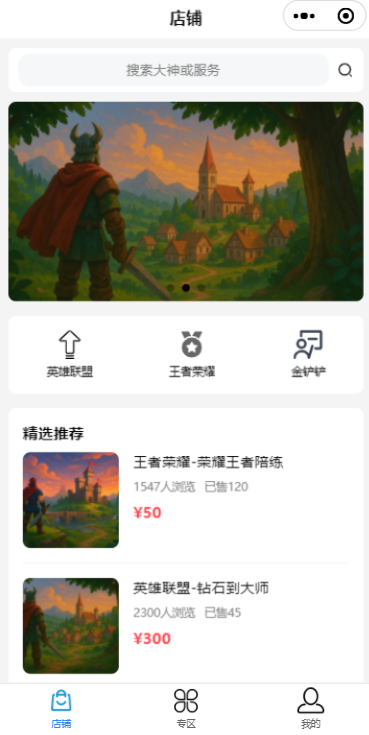 店铺
搜索大神或服务
英雄联盟
王者荣耀
金铲铲
精选推荐
王者荣耀-荣耀王者陪练
1547人浏览 已售120
¥50
英雄联盟-钻石到大师
2300人浏览 已售45
¥300
店铺
专区
我的